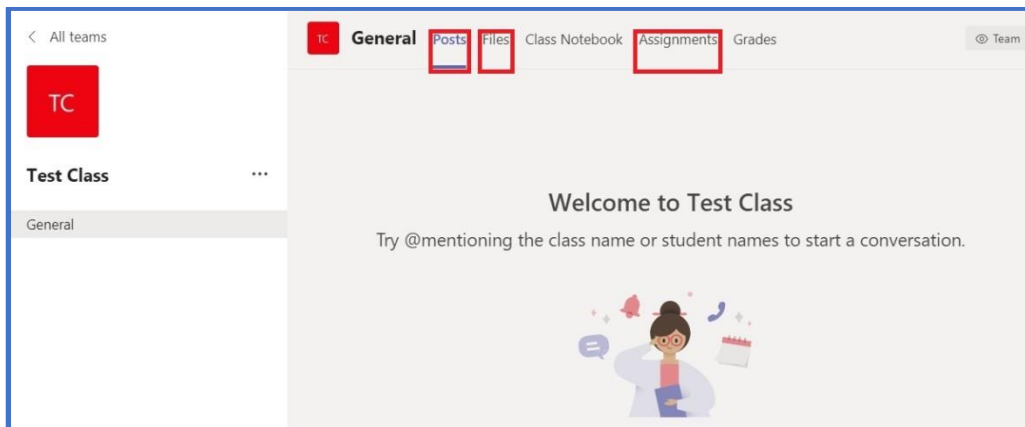 All teams
TC
Test Class
General
TC General Posts Files Class Notebook Assignments Grades Team
Welcome to Test Class
Try @mentioning the class name or student names to start a conversation.